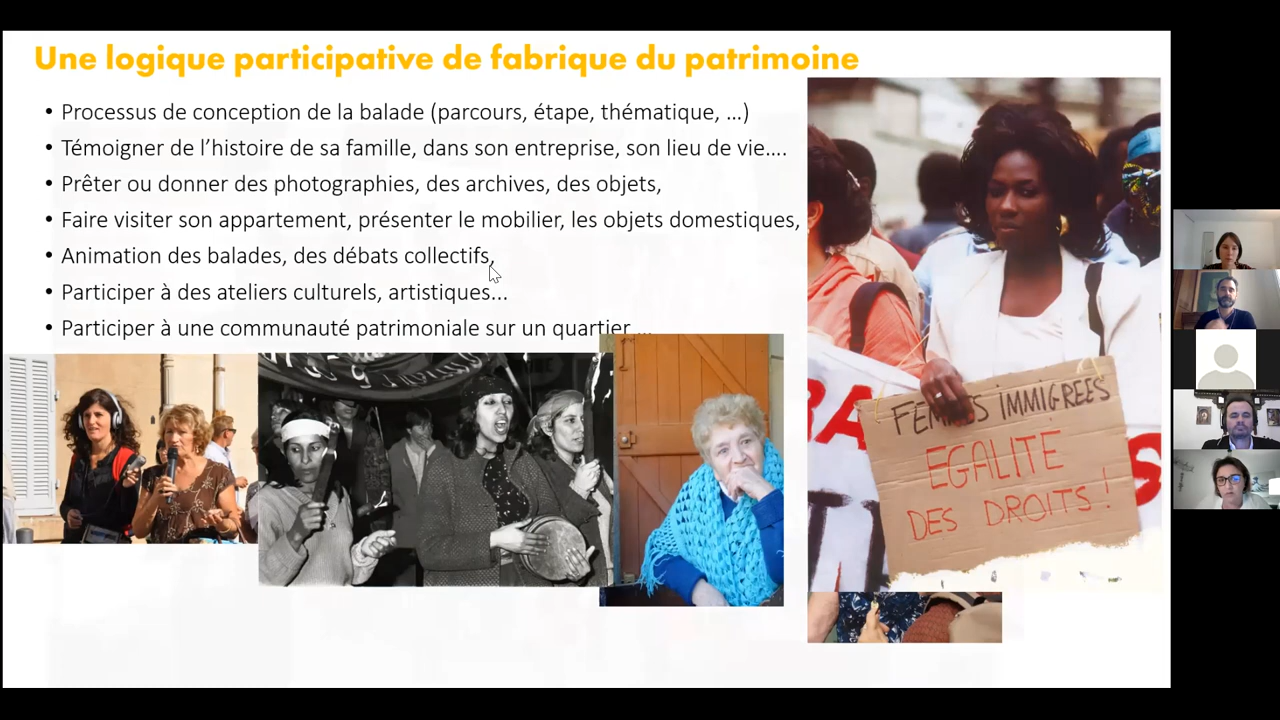 Une logique participative de fabrique du patrimoine
• Processus de conception de la balade (parcours, étape, thématique, …)
• Témoigner de l’histoire de sa famille, dans son entreprise, son lieu de vie….
• Prêter ou donner des photographies, des archives, des objets,
• Faire visiter son appartement, présenter le mobilier, les objets domestiques,
• Animation des balades, des débats collectifs,
• Participer à des ateliers culturels, artistiques…
• Participer à une communauté patrimoniale sur un quartier …
FEMMES IMMIGREES
EGALITE
DES DROITS !